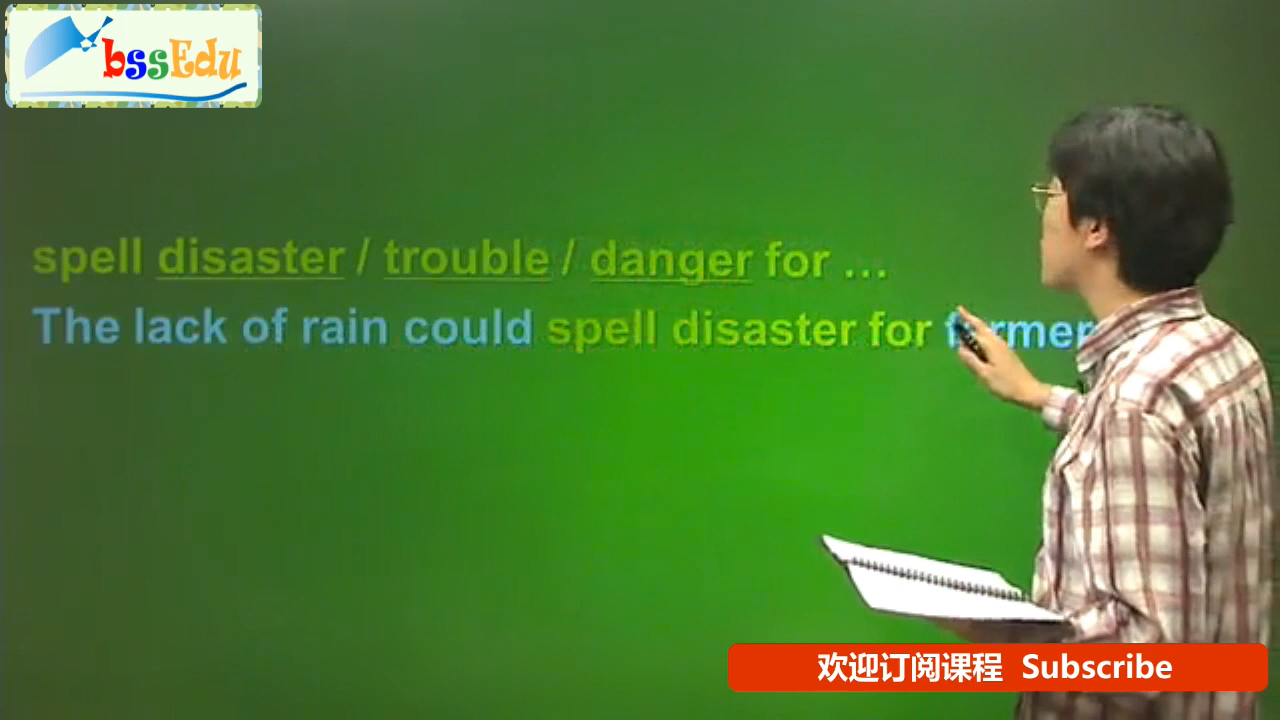 bssEdu
spell disaster / trouble / danger for …
The lack of rain could spell disaster for farmer
欢迎订阅课程 Subscribe